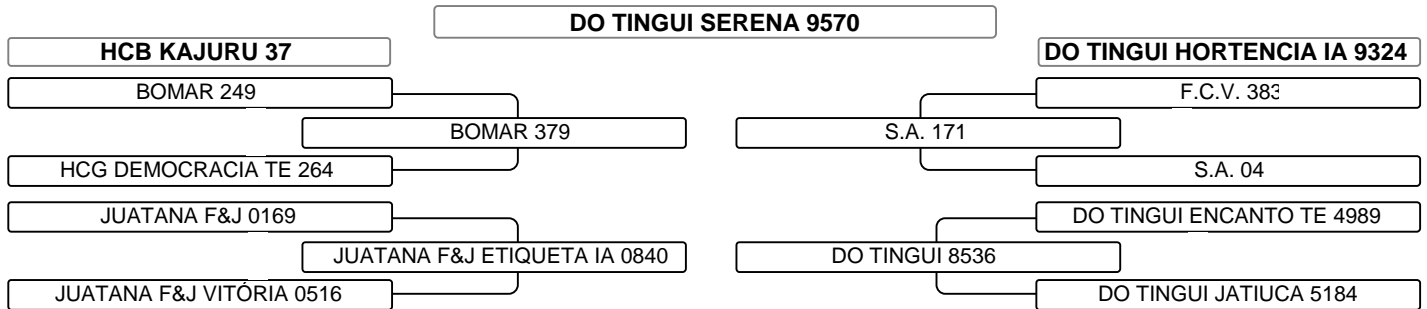 DO TINGUI SERENA 9570
HCB KAJURU 37
DO TINGUI HORTENCIA IA 9324
BOMAR 249
F.C.V. 383
BOMAR 379
S.A. 171
HCG DEMOCRACIA TE 264
S.A. 04
JUATANA F&J 0169
DO TINGUI ENCANTO TE 4989
JUATANA F&J ETIQUETA IA 0840
DO TINGUI 8536
JUATANA F&J VITÓRIA 0516
DO TINGUI JATIUCA 5184